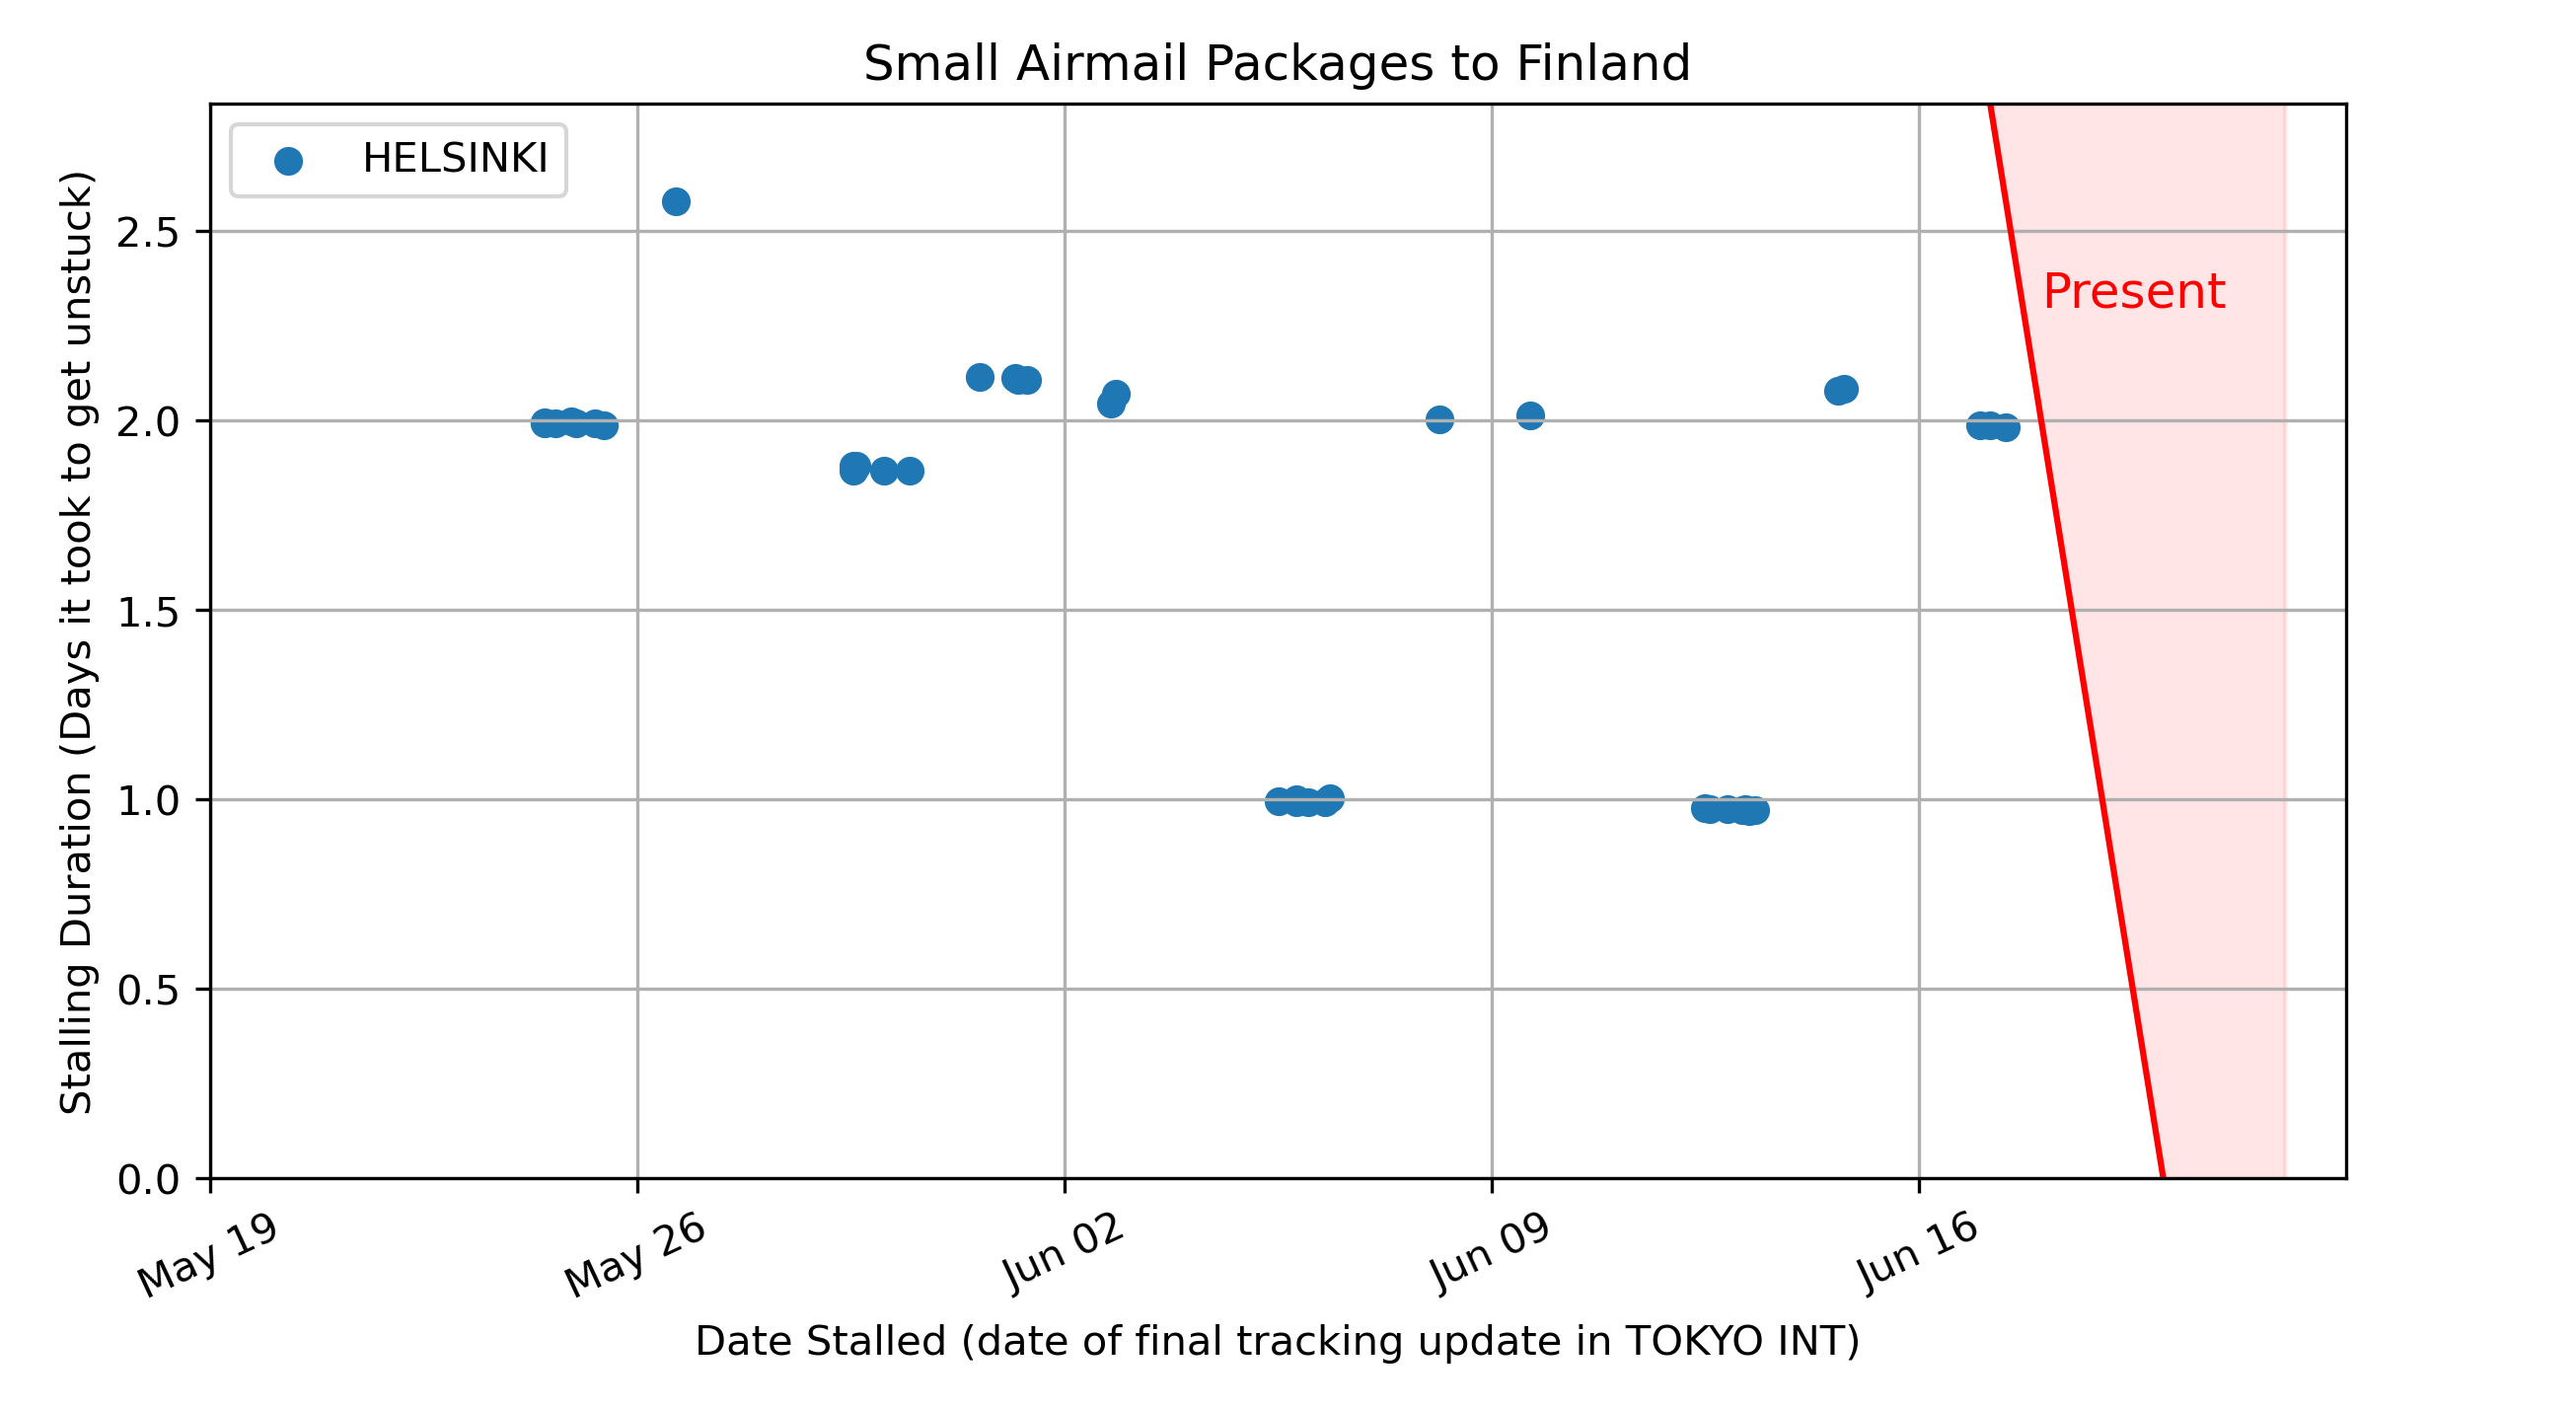 Small Airmail Packages to Finland
HELSINKI
Present
Stalling Duration (Days it took to get unstuck)
2.5
2.0
1.5
1.0
0.5
0.0
May 19
May 26
Jun 02
Jun 09
Jun 16
Date Stalled (date of final tracking update in TOKYO INT)